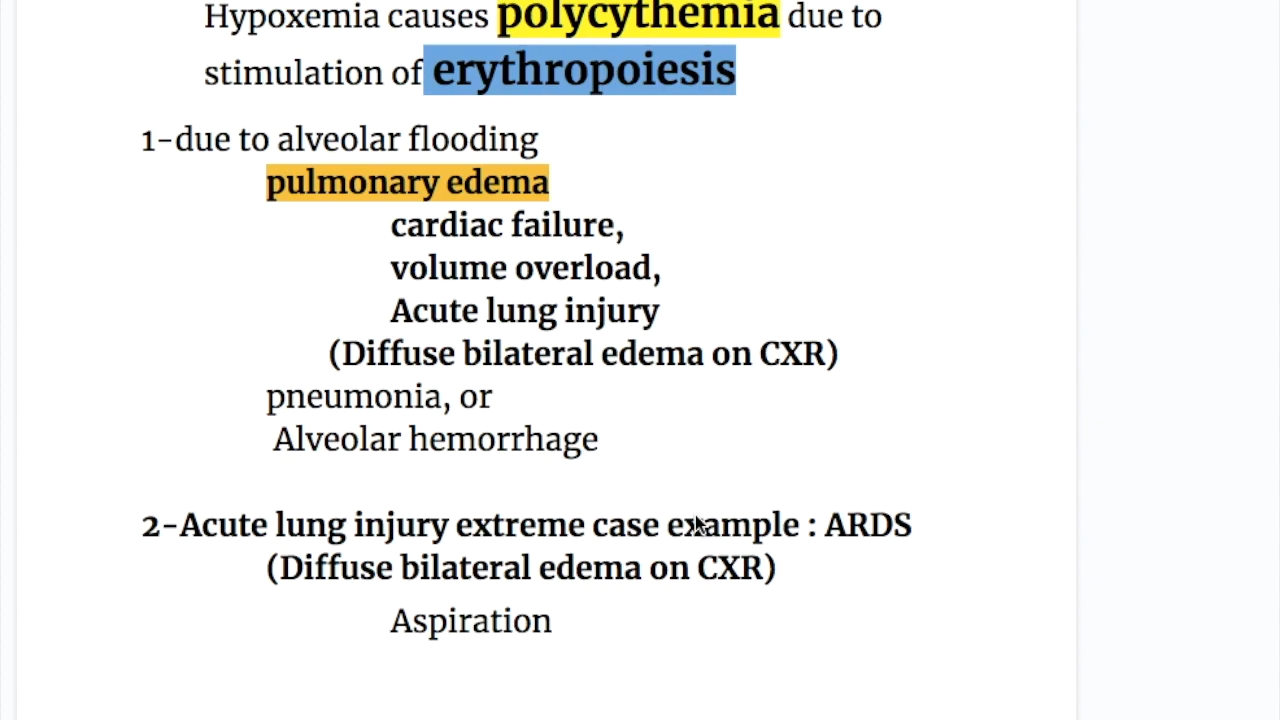 Hypoxemia causes polycythemia due to
stimulation of erythropoiesis
1-due to alveolar flooding
pulmonary edema
cardiac failure,
volume overload,
Acute lung injury
(Diffuse bilateral edema on CXR)
pneumonia, or
Alveolar hemorrhage
2-Acute lung injury extreme case example : ARDS
(Diffuse bilateral edema on CXR)
Aspiration